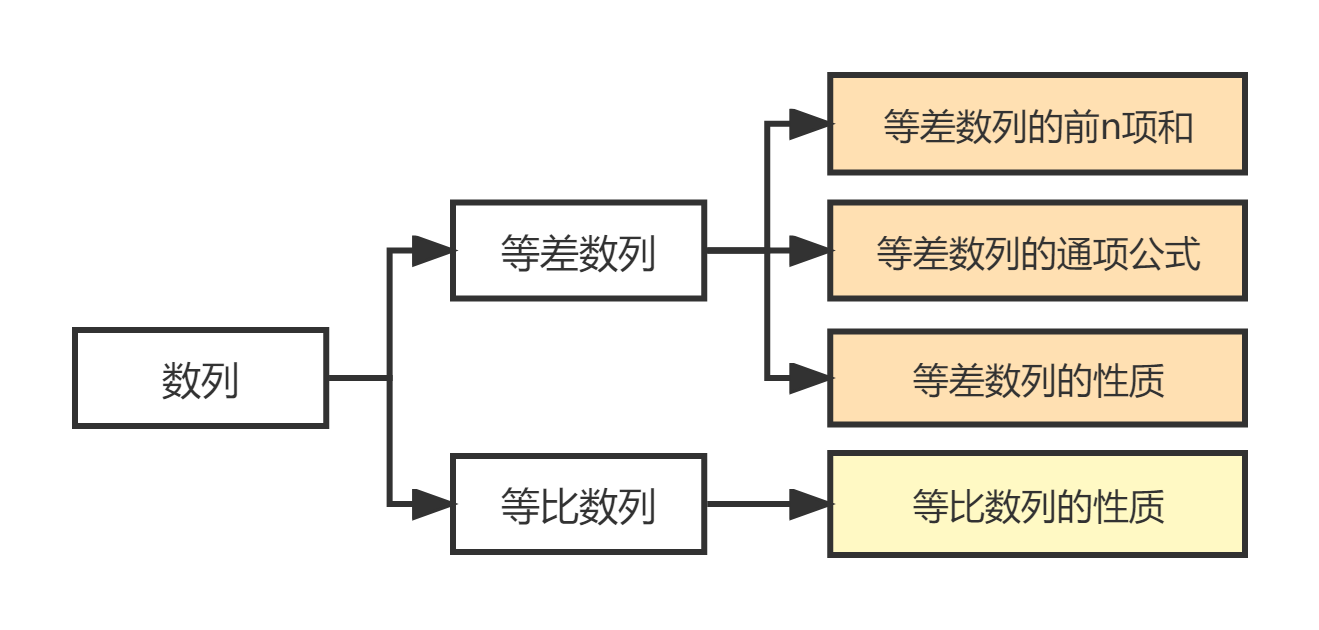 数列
等差数列
等差数列的前n项和
等差数列的通项公式
等差数列的性质
等比数列
等比数列的性质